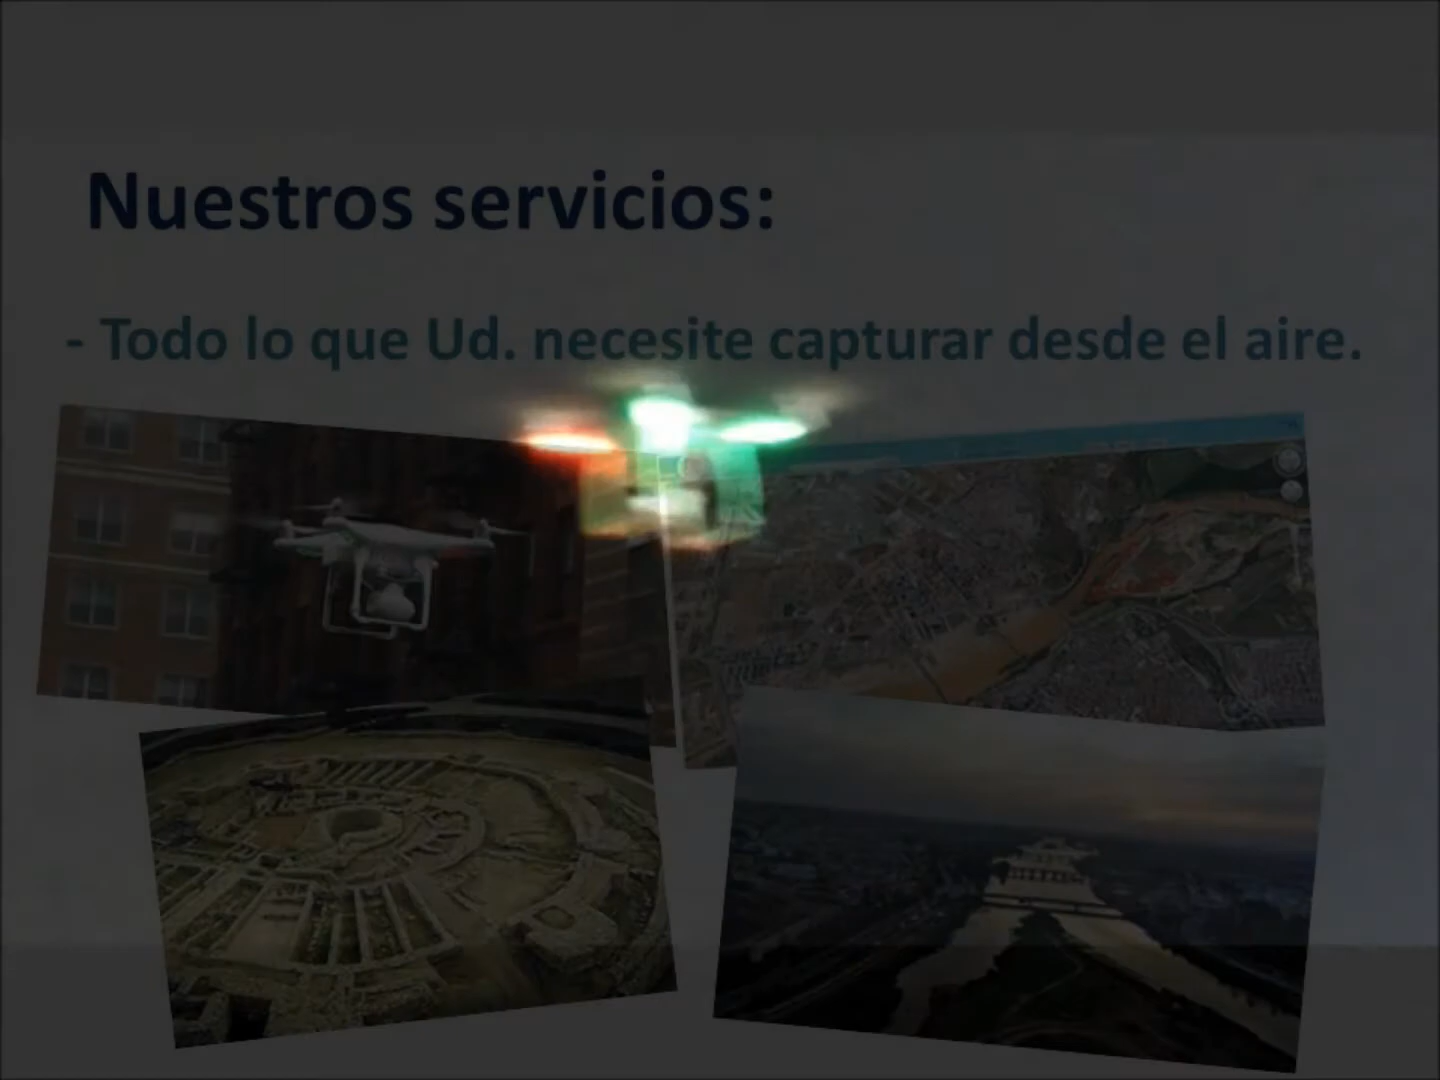 Nuestros servicios:
- Todo lo que Ud. necesite capturar desde el aire.